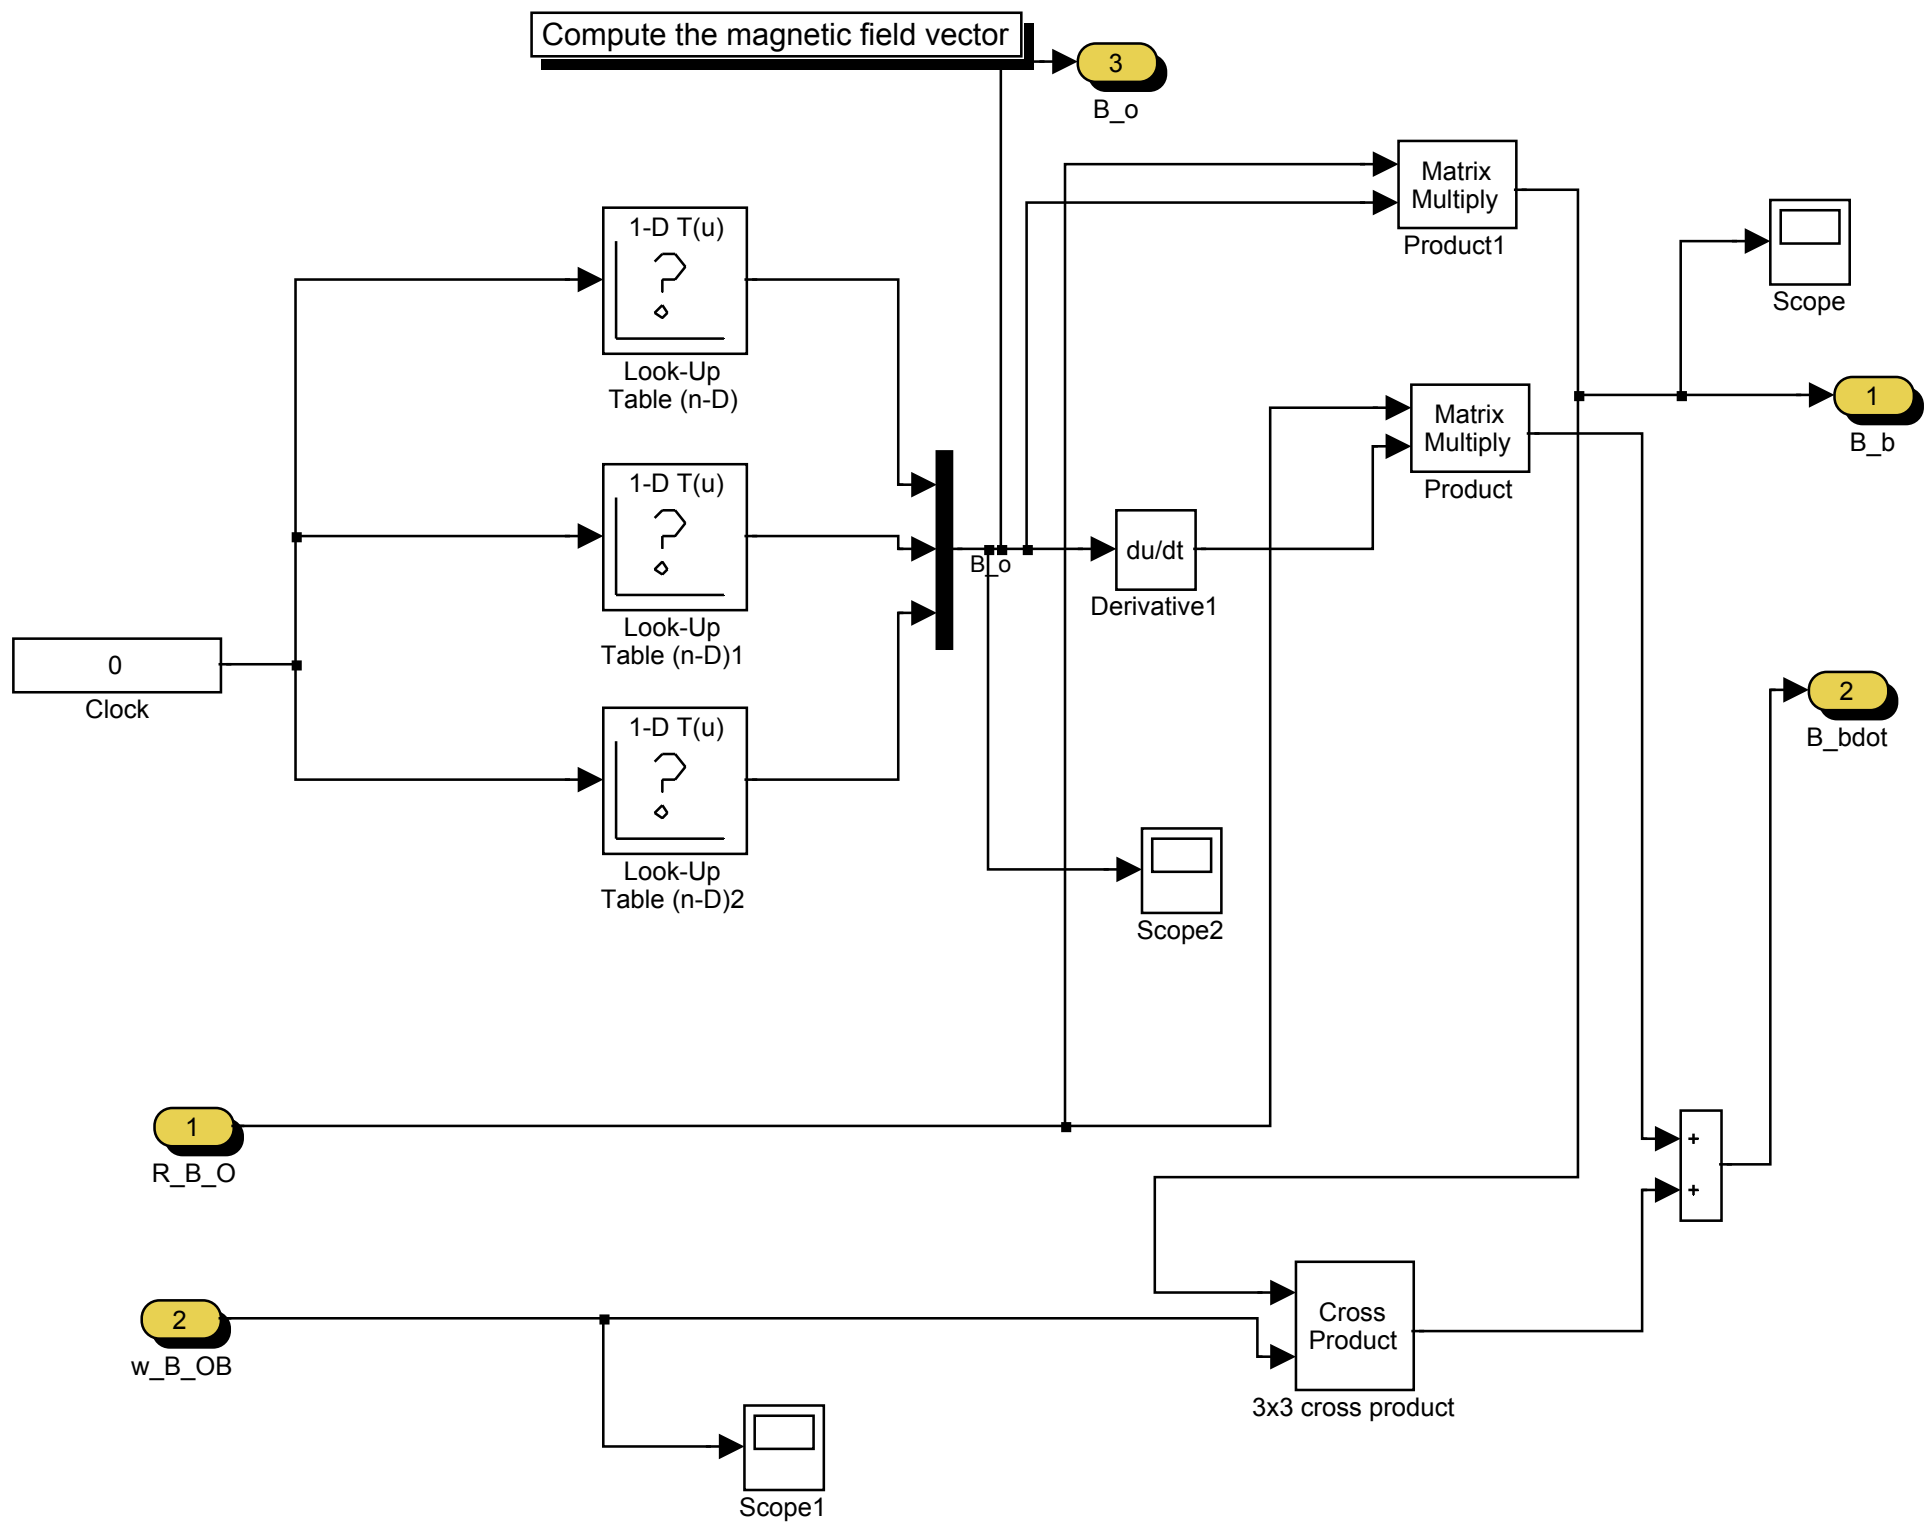 Compute the magnetic field vector
3
B_o
Matrix
Multiply
Product1
1-D T(u)
Look-Up
Table (n-D)
Scope
1
B_b
Matrix
Multiply
Product
1-D T(u)
Look-Up
Table (n-D)1
B_o
du/dt
Derivative1
0
Clock
2
B_bdot
1-D T(u)
Look-Up
Table (n-D)2
Scope2
1
R_B_O
+
+
2
w_B_OB
Cross
Product
3x3 cross product
Scope1